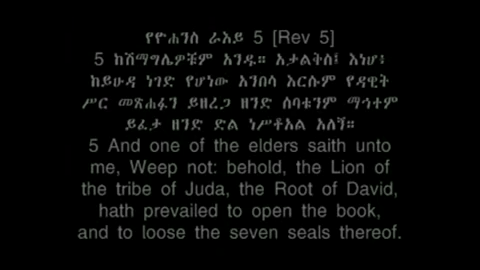 የዮሐንስ ራእይ 5 [Rev 5]
5 ከሽማግሌዎቹም አንዱ። አታልቅስ፤ እነሆ፥
ከይሁዳ ነገድ የሆነው አንበሳ እርሱም የዳዊት
ሥር መጽሐፉን ይዘረጋ ዘንድ ሰባቱንም ማኅተም
ይፈታ ዘንድ ድል ነሥቶአል አለኝ።
5 And one of the elders saith unto
me, Weep not: behold, the Lion of
the tribe of Juda, the Root of David,
hath prevailed to open the book,
and to loose the seven seals thereof.